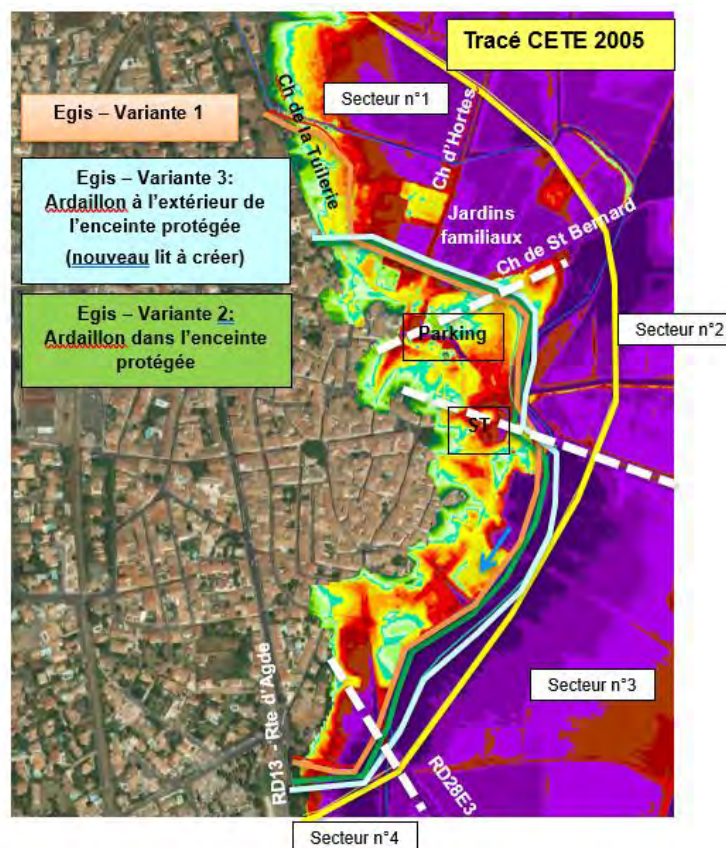 Tracé CETE 2005
Secteur n°1
Egis – Variante 1
Ch de la Tuilerie
Ch d'Hortes
Egis – Variante 3:
Ardaillon à l'extérieur de
l'enceinte protégée
(nouveau lit à créer)
Jardins
familiaux
Ch de St Bernard
Egis – Variante 2:
Ardaillon dans l'enceinte
protégée
Parking
Secteur n°2
ST
Secteur n°3
RD13 - Rte d'Agde
RD28E3
Secteur n°4